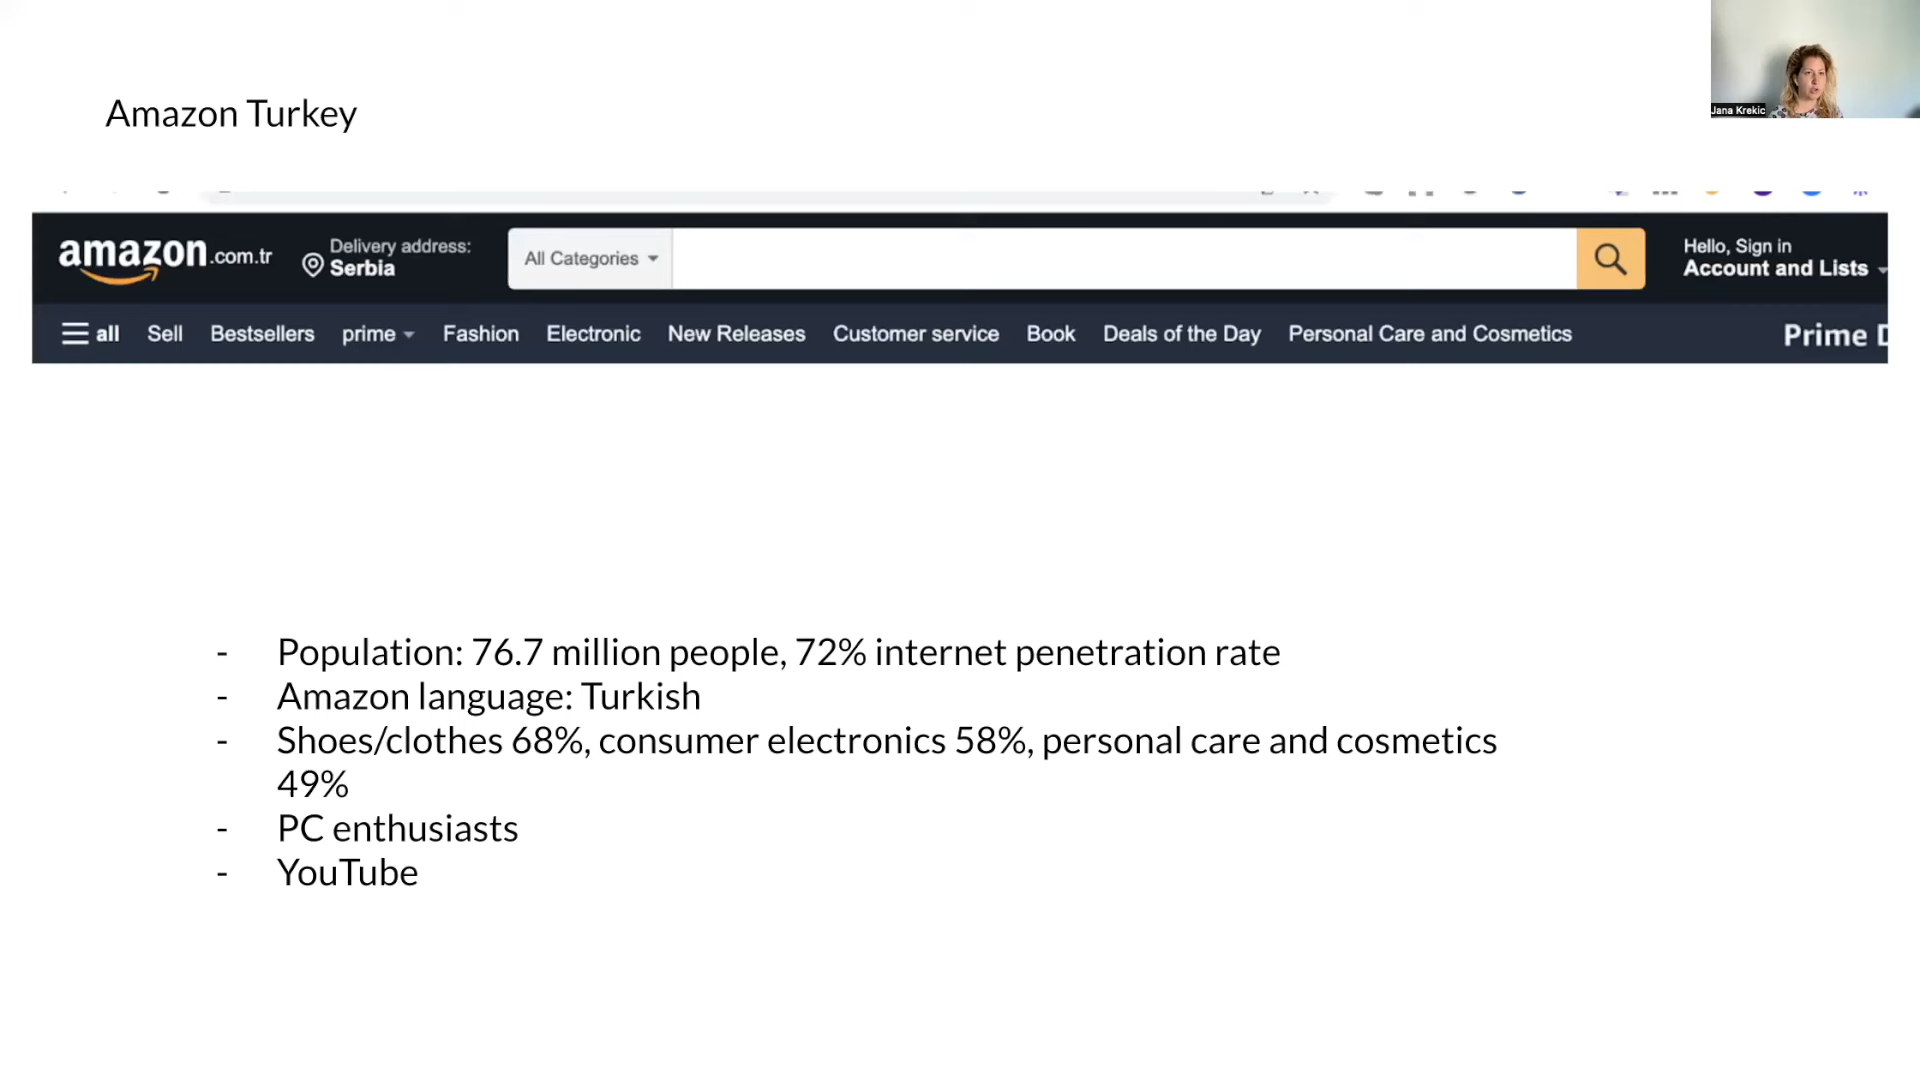 Jana Krekic
Amazon Turkey
amazon.com.tr
Delivery address:
Serbia
All Categories
Hello, Sign in
Account and Lists
all Sell Bestsellers prime Fashion Electronic New Releases Customer service Book Deals of the Day Personal Care and Cosmetics Prime D
- Population: 76.7 million people, 72% internet penetration rate
- Amazon language: Turkish
- Shoes/clothes 68%, consumer electronics 58%, personal care and cosmetics
49%
- PC enthusiasts
- YouTube